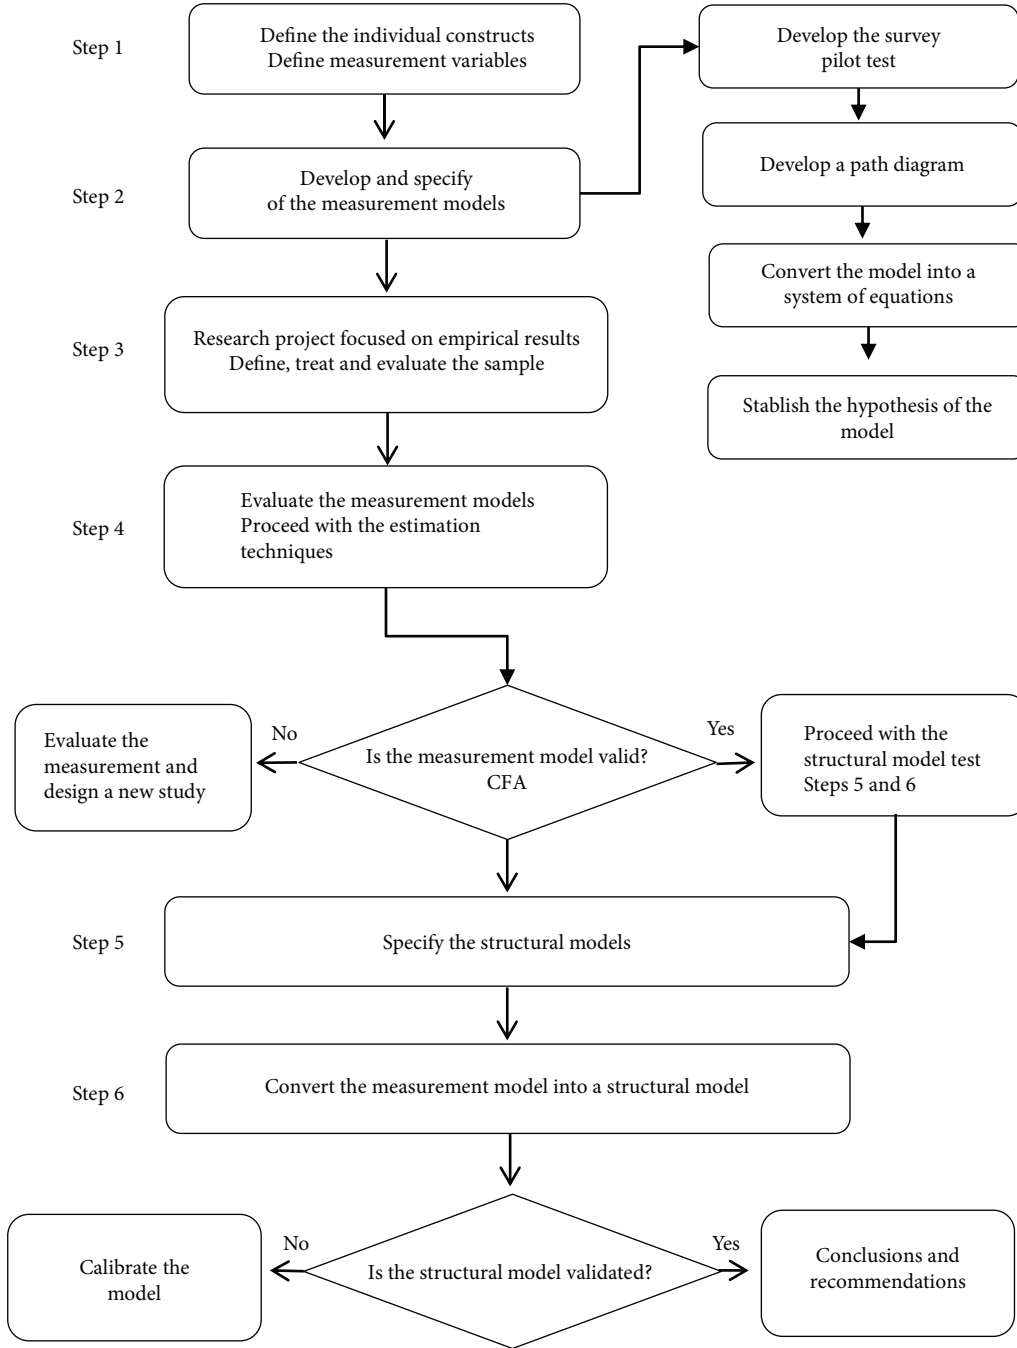 Step 1
Define the individual constructs
Define measurement variables
Develop the survey
pilot test
Step 2
Develop and specify
of the measurement models
Develop a path diagram
Convert the model into a
system of equations
Step 3
Research project focused on empirical results
Define, treat and evaluate the sample
Stablish the hypothesis of the
model
Step 4
Evaluate the measurement models
Proceed with the estimation
techniques
No
Yes
Evaluate the
measurement and
design a new study
Is the measurement model valid?
CFA
Proceed with the
structural model test
Steps 5 and 6
Step 5
Specify the structural models
Step 6
Convert the measurement model into a structural model
No
Yes
Calibrate the
model
Is the structural model validated?
Conclusions and
recommendations